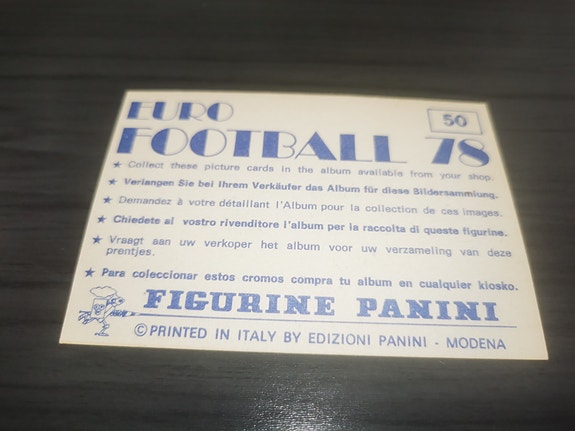 EURO
50
FOOTBALL 78
★ Collect these picture cards in the album available from your shop.
★ Verlangen Sie bei Ihrem Verkäufer das Album für diese Bildersammlung.
★ Demandez à votre détaillant l'Album pour la collection de ces images.
★ Chiedete al vostro rivenditore l'album per la raccolta di queste figurine.
★ Vraagt aan uw verkoper het album voor uw verzameling van deze
prentjes.
★ Para coleccionar estos cromos compra tu album en cualquier kiosko.
FIGURINE PANINI
© PRINTED IN ITALY BY EDIZIONI PANINI - MODENA